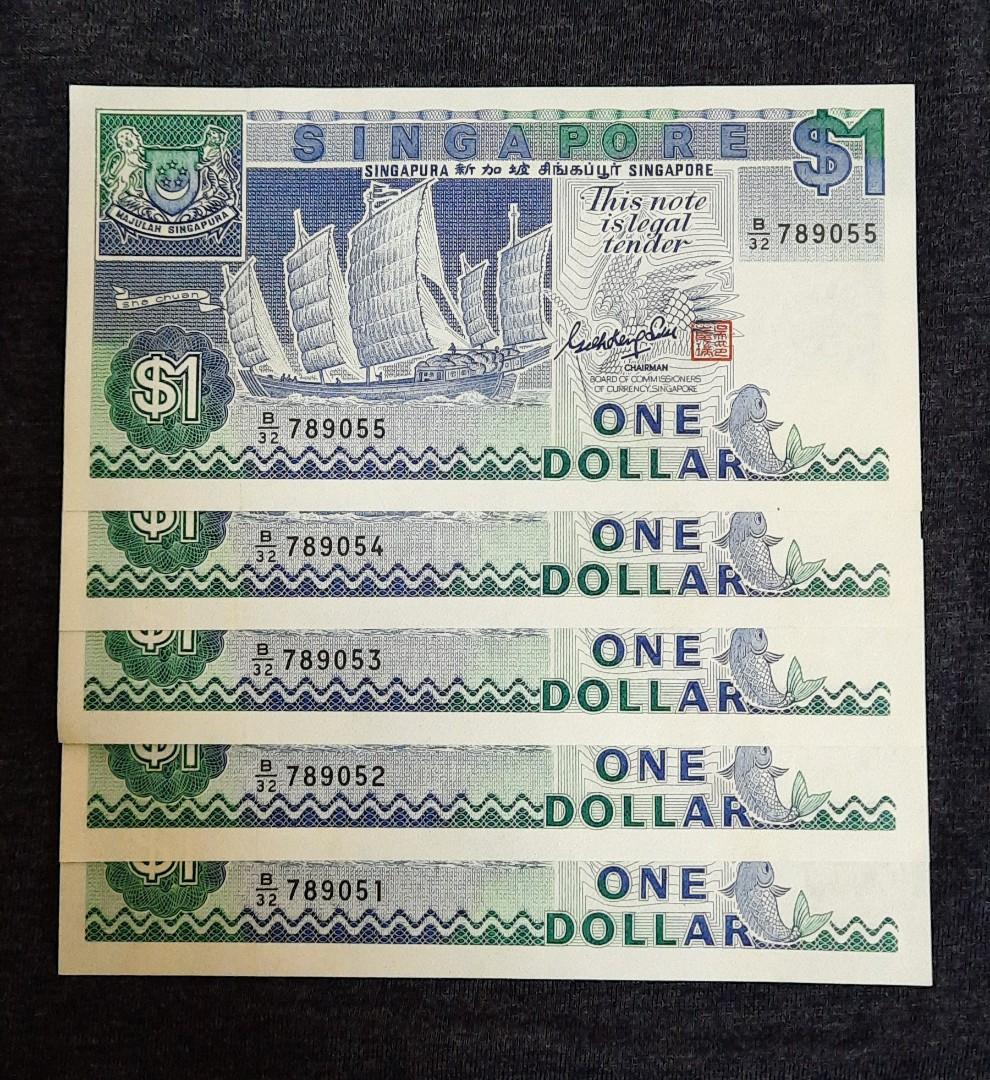 SINGAPORE
$1
SINGAPURA 新加坡 சிங்கப்பூர் SINGAPORE
MAJULAH SINGAPURA
This note
is legal
tender
B/32 789055
sha chuan
$1
CHAIRMAN
BOARD OF COMMISSIONERS
OF CURRENCY, SINGAPORE
B/32 789055
ONE
DOLLAR
$1
B/32 789054
ONE
DOLLAR
$1
B/32 789053
ONE
DOLLAR
$1
B/32 789052
ONE
DOLLAR
$1
B/32 789051
ONE
DOLLAR